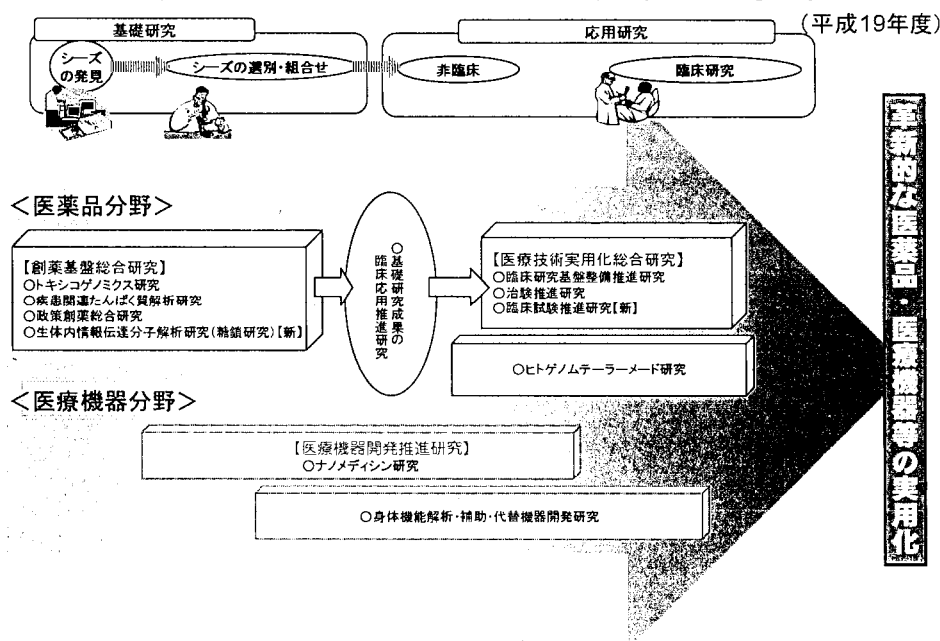 (平成19年度)
基礎研究
応用研究
シーズ
の発見
シーズの選別・組合せ
非臨床
臨床研究
<医薬品分野>
【創薬基盤総合研究】
○トキシコゲノミクス研究
○疾患関連たんぱく質解析研究
○政策創薬総合研究
○生体内情報伝達分子解析研究(糖鎖研究)【新】
○基礎研究成果の
臨床応用推進研究
【医療技術実用化総合研究】
○臨床研究基盤整備推進研究
○治験推進研究
○臨床試験推進研究【新】
○ヒトゲノムテーラーメード研究
<医療機器分野>
【医療機器開発推進研究】
○ナノメディシン研究
○身体機能解析・補助・代替機器開発研究
革新的な医薬品・医療機器等の実用化